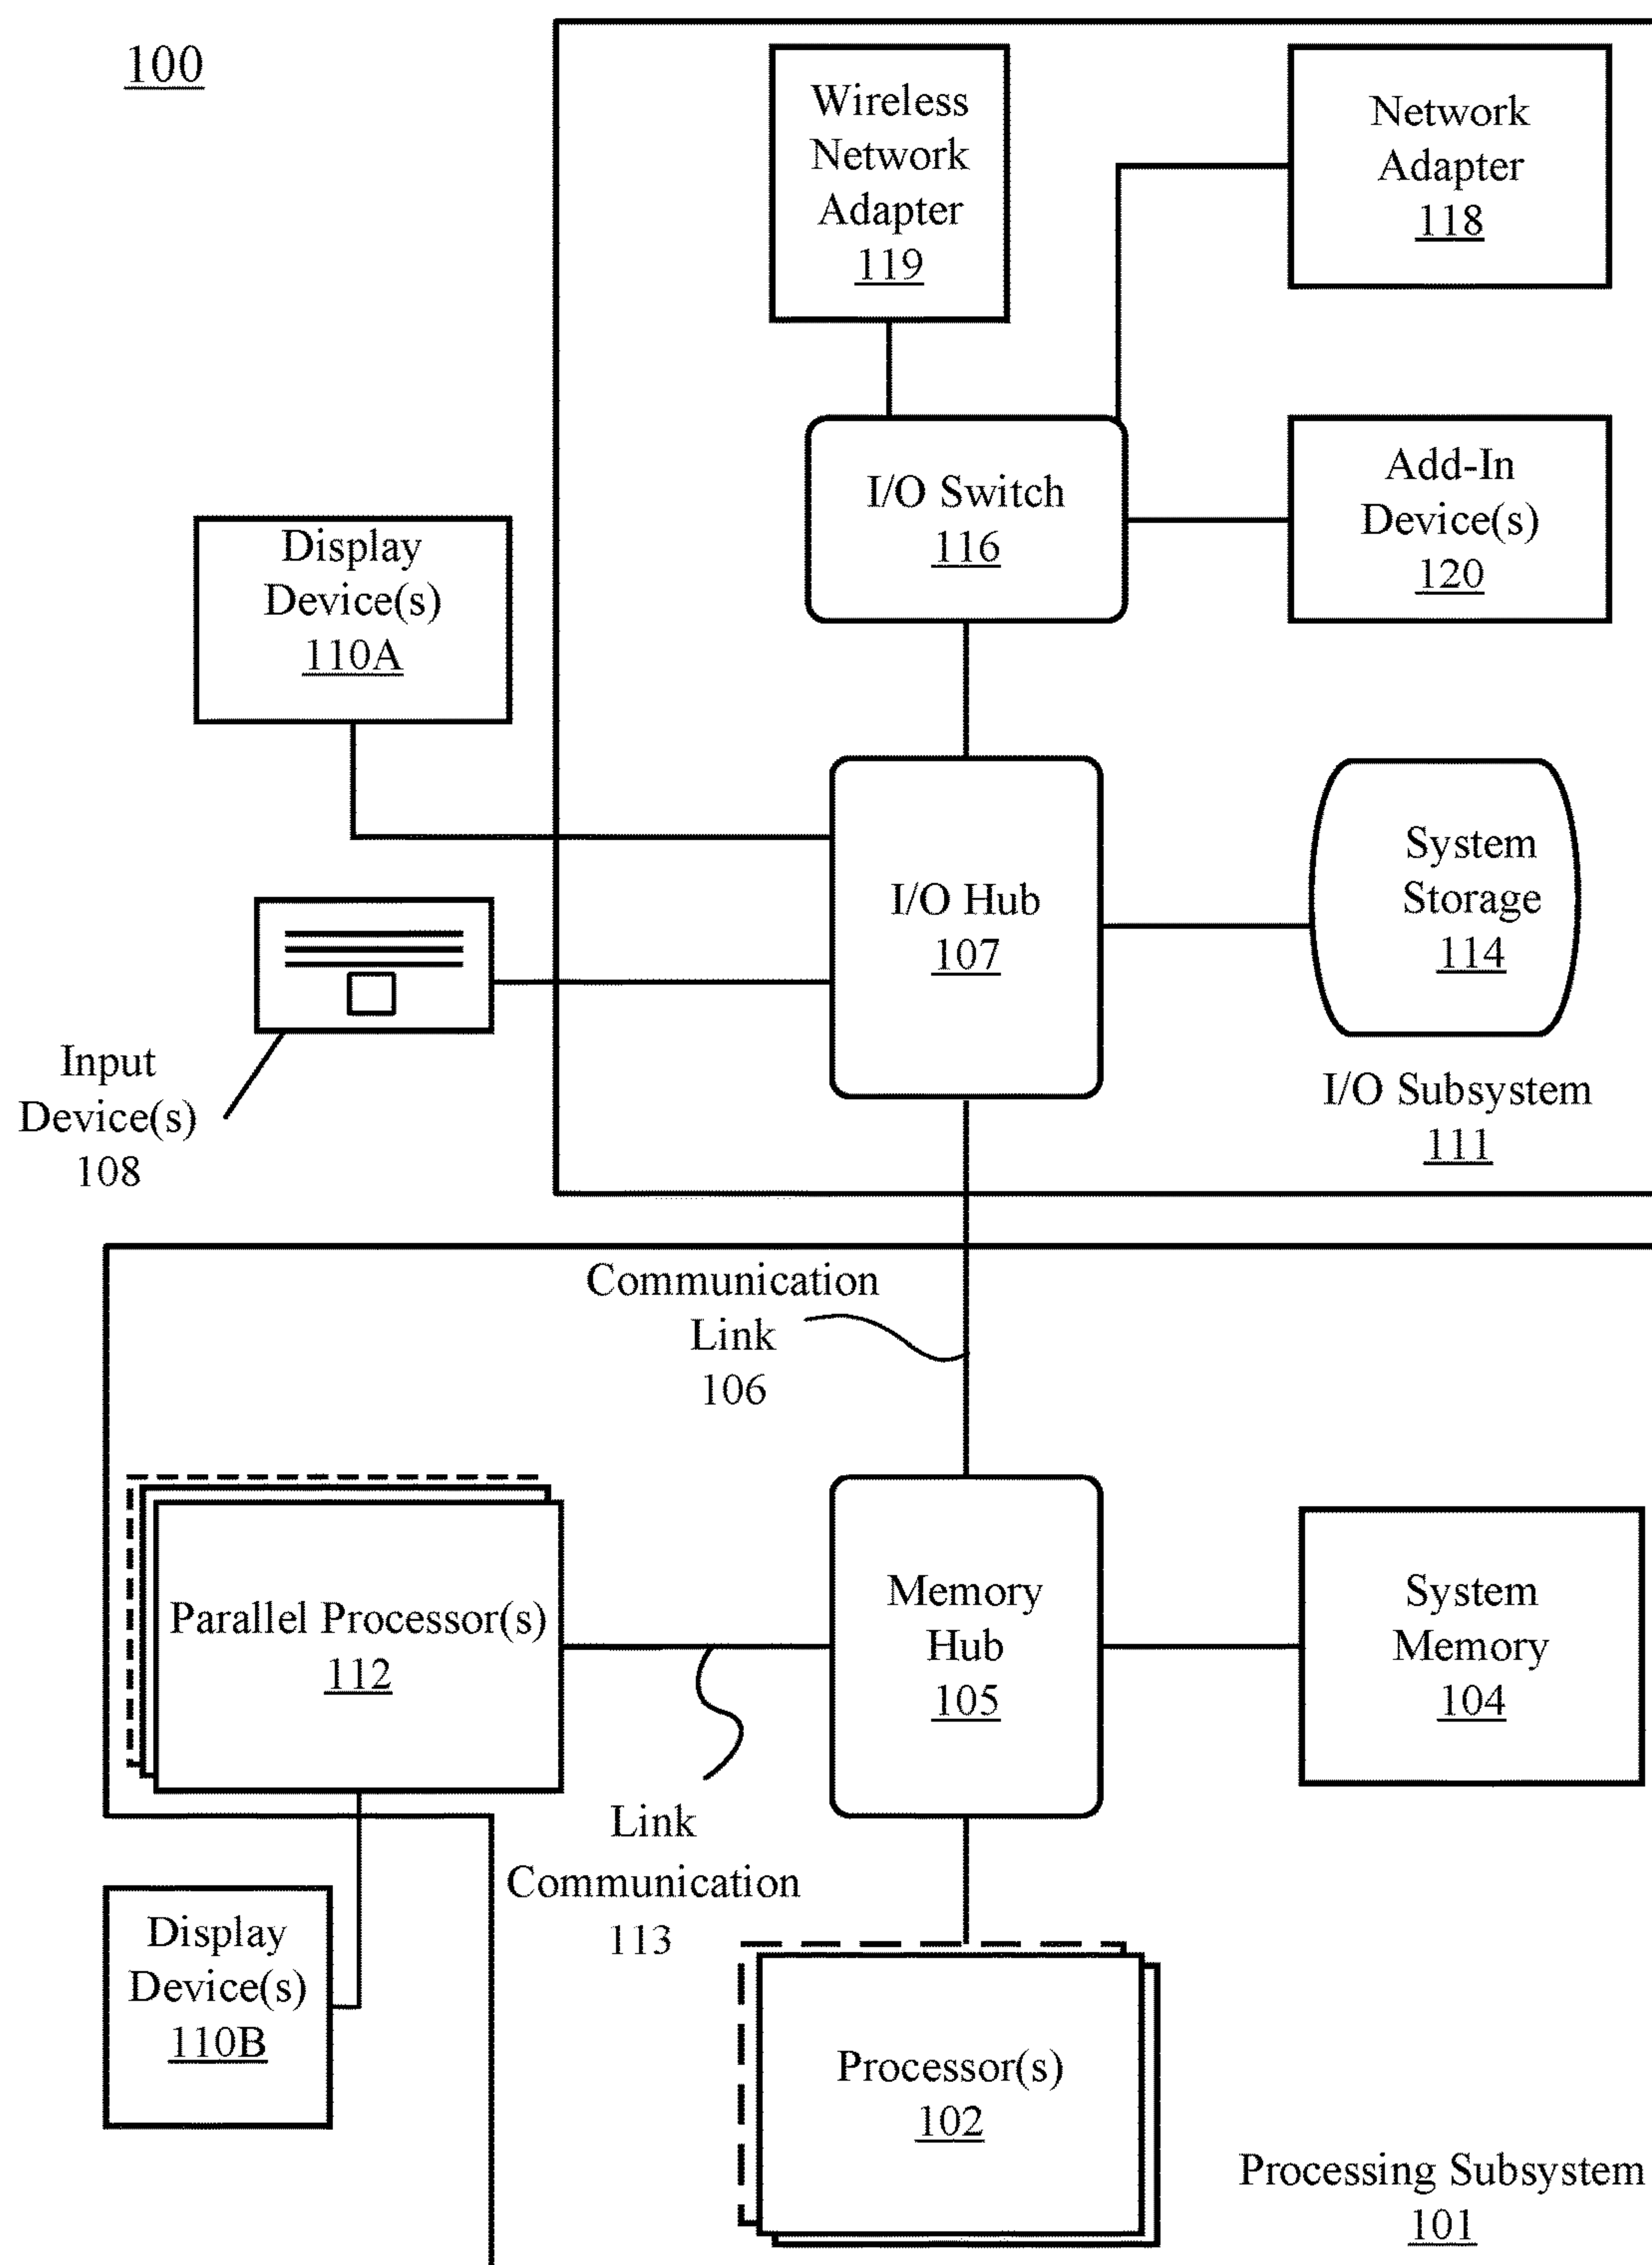 100
Wireless
Network
Adapter
119
Network
Adapter
118
I/O Switch
116
Add-In
Device(s)
120
Display
Device(s)
110A
I/O Hub
107
System
Storage
114
Input
Device(s)
108
I/O Subsystem
111
Communication
Link
106
Parallel Processor(s)
112
Memory
Hub
105
System
Memory
104
Link
Communication
113
Display
Device(s)
110B
Processor(s)
102
Processing Subsystem
101